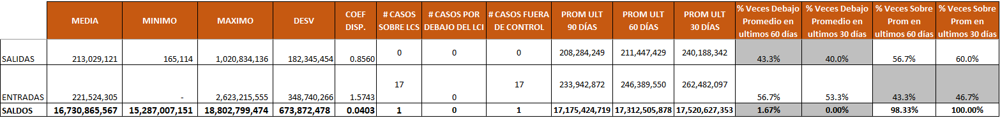 MEDIA MINIMO MAXIMO DESV COEF DISP. # CASOS SOBRE LCS # CASOS POR DEBAJO DEL LCI # CASOS FUERA DE CONTROL PROM ULT 90 DÍAS PROM ULT 60 DÍAS PROM ULT 30 DÍAS % Veces Debajo Promedio en ultimos 60 días % Veces Debajo Promedio en ultimos 30 días % Veces Sobre Prom en ultimos 60 días % Veces Sobre Prom en ultimos 30 días
SALIDAS 213,029,121 165,114 1,020,834,136 182,345,454 0.8560 0 0 0 208,284,249 211,447,429 240,188,342 43.3% 40.0% 56.7% 60.0%
ENTRADAS 221,524,305 - 2,623,215,555 348,740,266 1.5743 17 0 17 233,942,872 246,389,550 262,482,097 56.7% 53.3% 43.3% 46.7%
SALDOS 16,730,865,567 15,287,007,151 18,802,799,474 673,872,478 0.0403 1 0 1 17,175,424,719 17,312,505,878 17,520,627,353 1.67% 0.00% 98.33% 100.00%